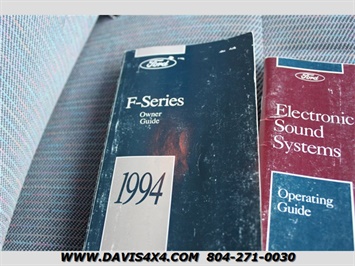 Ford
F-Series
Owner
Guide
1994
Ford
Electronic
Sound
Systems
Operating
Guide
WWW.DAVIS4X4.COM 804-271-0030